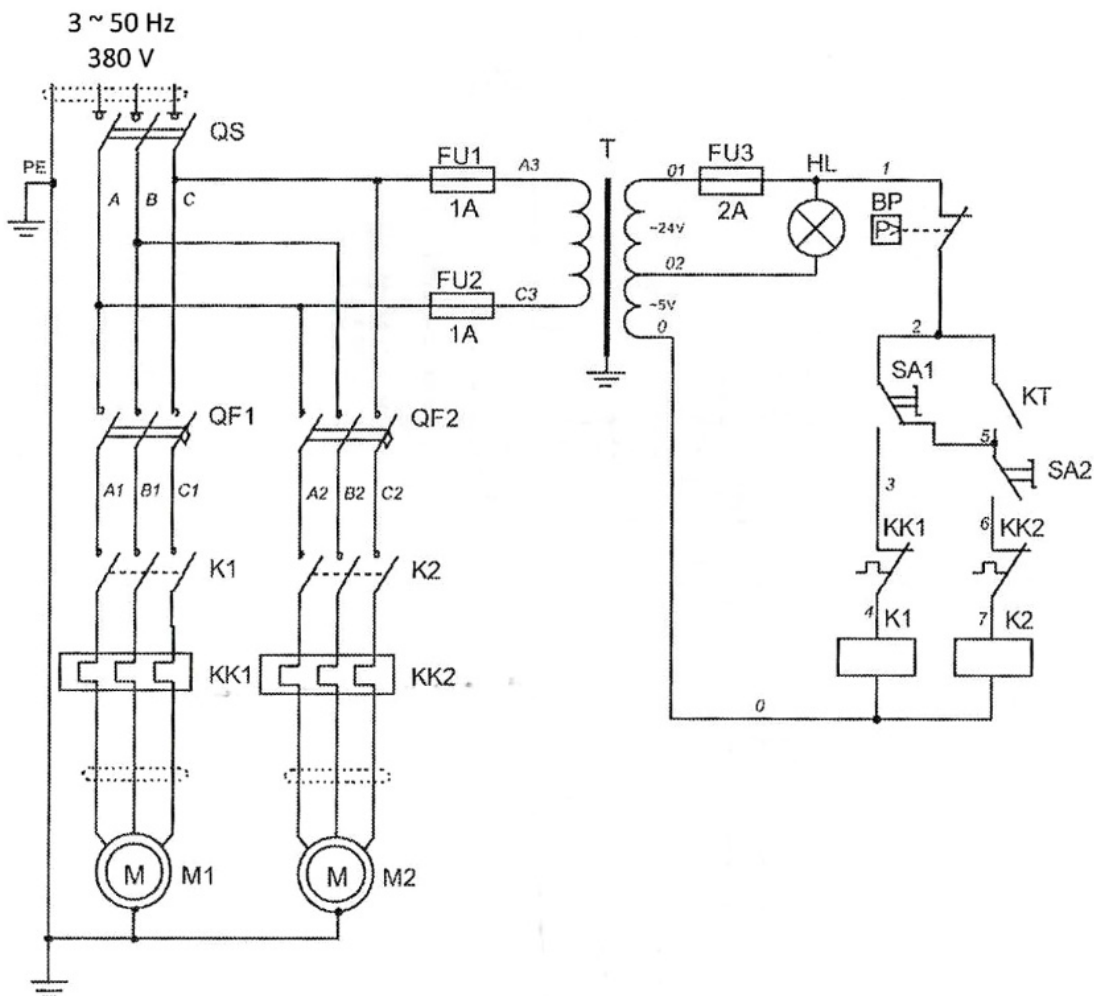 3 ~ 50 Hz
380 V
QS
PE
A
B
C
FU1
1A
A3
FU2
1A
C3
T
01
~24V
02
~5V
0
FU3
2A
HL
1
BP
P>
2
SA1
KT
5
SA2
3
6
KK1
KK2
4
K1
7
K2
0
QF1
QF2
A1
B1
C1
A2
B2
C2
K1
K2
KK1
KK2
M
M1
M
M2